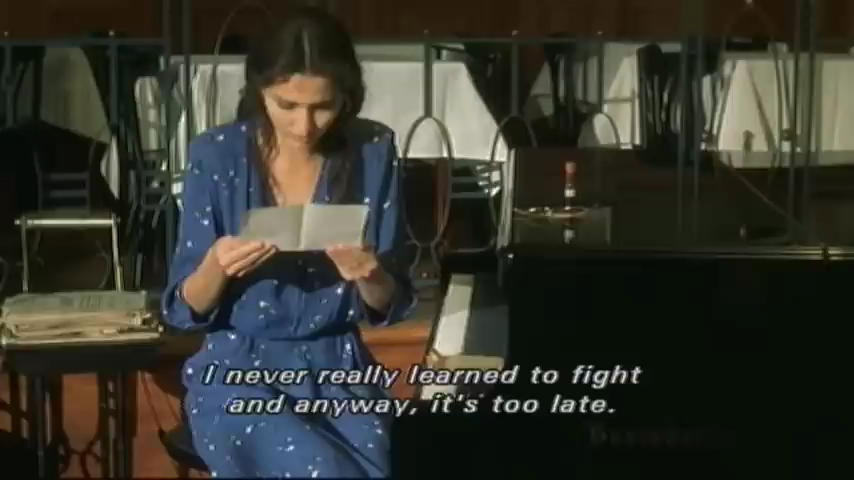 I never really learned to fight
and anyway, it's too late.